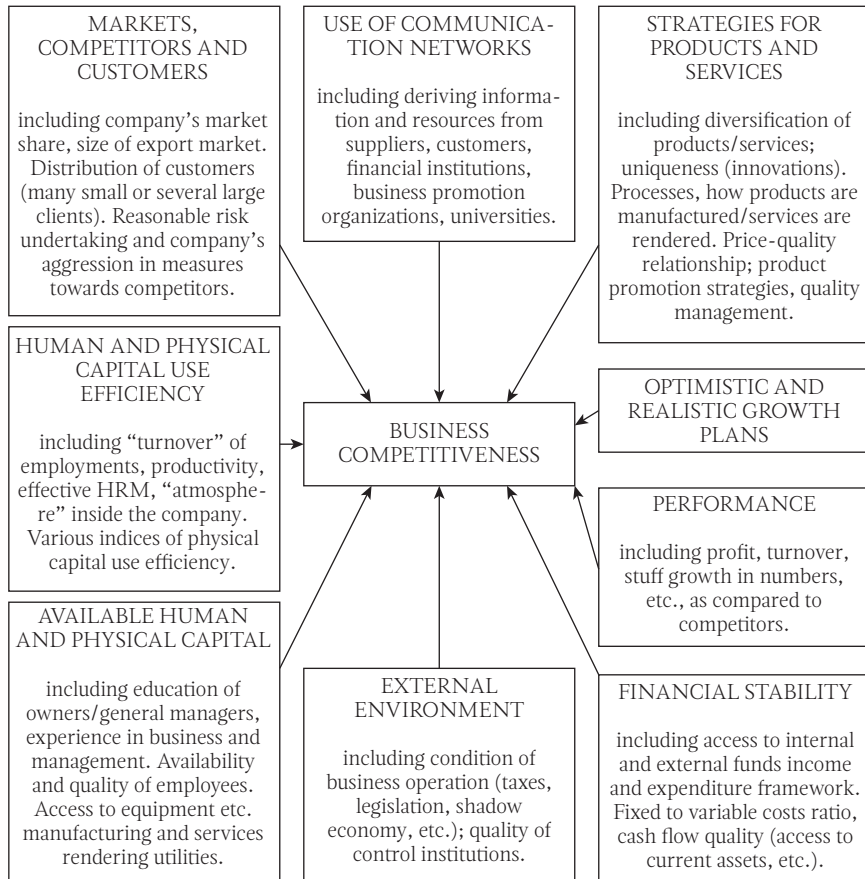 MARKETS,
COMPETITORS AND
CUSTOMERS
including company’s market
share, size of export market.
Distribution of customers
(many small or several large
clients). Reasonable risk
undertaking and company’s
aggression in measures
towards competitors.
USE OF COMMUNICA-
TION NETWORKS
including deriving informa-
tion and resources from
suppliers, customers,
financial institutions,
business promotion
organizations, universities.
STRATEGIES FOR
PRODUCTS AND
SERVICES
including diversification of
products/services;
uniqueness (innovations).
Processes, how products are
manufactured/services are
rendered. Price-quality
relationship; product
promotion strategies, quality
management.
HUMAN AND PHYSICAL
CAPITAL USE
EFFICIENCY
including “turnover” of
employments, productivity,
effective HRM, “atmosphe-
re” inside the company.
Various indices of physical
capital use efficiency.
BUSINESS
COMPETITIVENESS
OPTIMISTIC AND
REALISTIC GROWTH
PLANS
PERFORMANCE
including profit, turnover,
stuff growth in numbers,
etc., as compared to
competitors.
AVAILABLE HUMAN
AND PHYSICAL CAPITAL
including education of
owners/general managers,
experience in business and
management. Availability
and quality of employees.
Access to equipment etc.
manufacturing and services
rendering utilities.
EXTERNAL
ENVIRONMENT
including condition of
business operation (taxes,
legislation, shadow
economy, etc.); quality of
control institutions.
FINANCIAL STABILITY
including access to internal
and external funds income
and expenditure framework.
Fixed to variable costs ratio,
cash flow quality (access to
current assets, etc.).